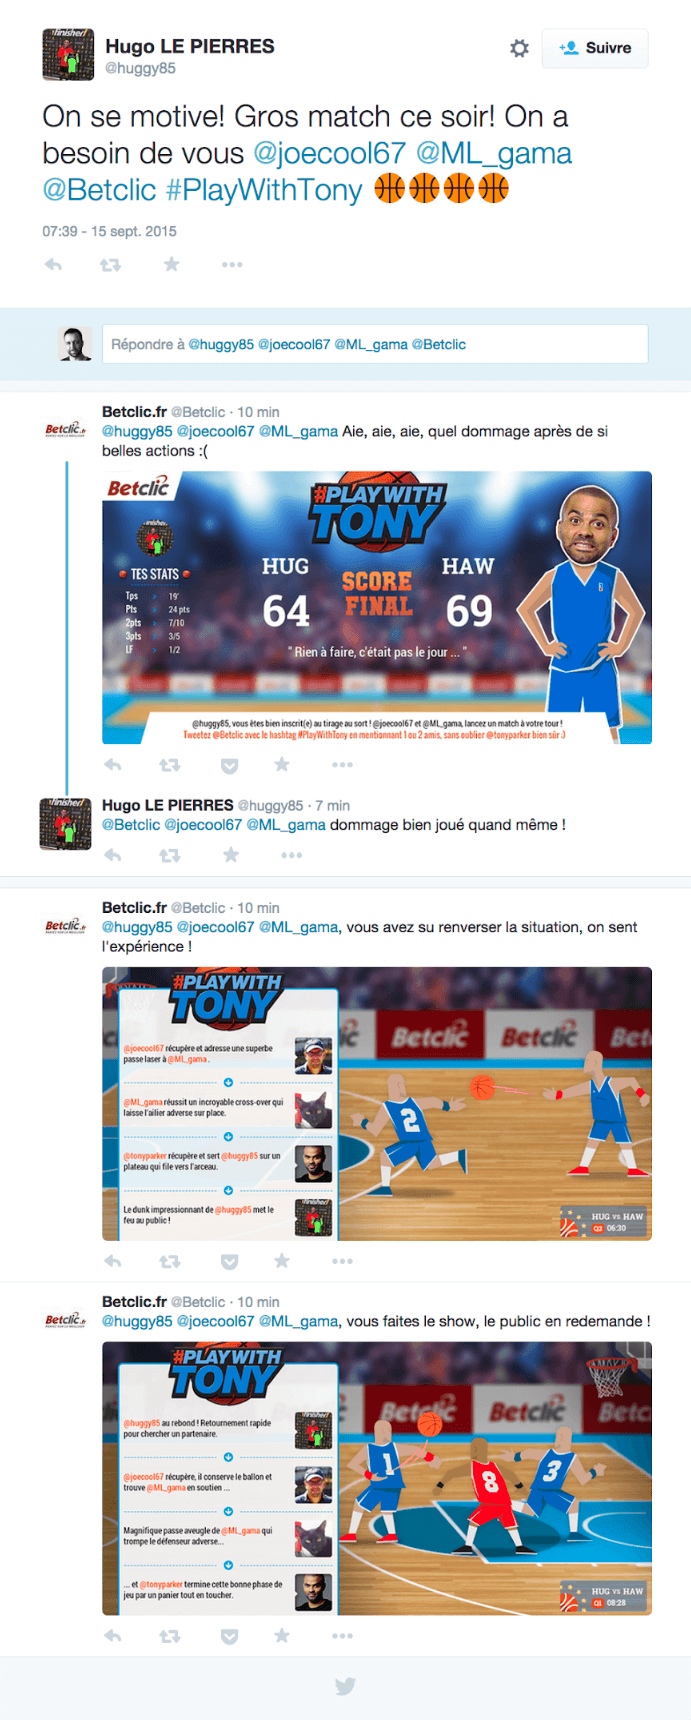 Hugo LE PIERRES
@huggy85
Suivre
On se motive! Gros match ce soir! On a
besoin de vous @joecool67 @ML_gama
@Betclic #PlayWithTony
07:39 - 15 sept. 2015
Répondre à @huggy85 @joecool67 @ML_gama @Betclic
Betclic.fr @Betclic · 10 min
@huggy85 @joecool67 @ML_gama Aie, aie, aie, quel dommage après de si
belles actions :(
Betclic
#PLAYWITH
TONY
TES STATS
Tps > 19'
Pts > 24 pts
2pts > 7/10
3pts > 3/5
LF > 1/2
HUG
64
SCORE
FINAL
HAW
69
" Rien à faire, c'était pas le jour ... "
@huggy85, vous êtes bien inscrit(e) au tirage au sort ! @joecool67 et @ML_gama, lancez un match à votre tour !
Tweetez @Betclic avec le hashtag #PlayWithTony en mentionnant 1 ou 2 amis, sans oublier @tonyparker bien sûr ;)
Hugo LE PIERRES @huggy85 · 7 min
@Betclic @joecool67 @ML_gama dommage bien joué quand même !
Betclic.fr @Betclic · 10 min
@huggy85 @joecool67 @ML_gama, vous avez su renverser la situation, on sent
l'expérience !
#PLAYWITH
TONY
@joecool67 récupère et adresse une superbe
passe laser à @ML_gama.
@ML_gama réussit un incroyable cross-over qui
laisse l'ailier adverse sur place.
@tonyparker récupère et sert @huggy85 sur un
plateau qui file vers l'arceau.
Le dunk impressionnant de @huggy85 met le
feu au public !
Betclic
Betclic
Bet
2
HUG vs HAW
Q2 06:30
Betclic.fr @Betclic · 10 min
@huggy85 @joecool67 @ML_gama, vous faites le show, le public en redemande !
#PLAYWITH
TONY
@huggy85 au rebond ! Retournement rapide
pour chercher un partenaire.
@joecool67 récupère, il conserve le ballon et
trouve @ML_gama en soutien ...
Magnifique passe aveugle de @ML_gama qui
trompe le défenseur adverse...
... et @tonyparker termine cette bonne phase de
jeu par un panier tout en toucher.
Betclic
Betclic
Betc
1
8
3
HUG vs HAW
Q1 08:28